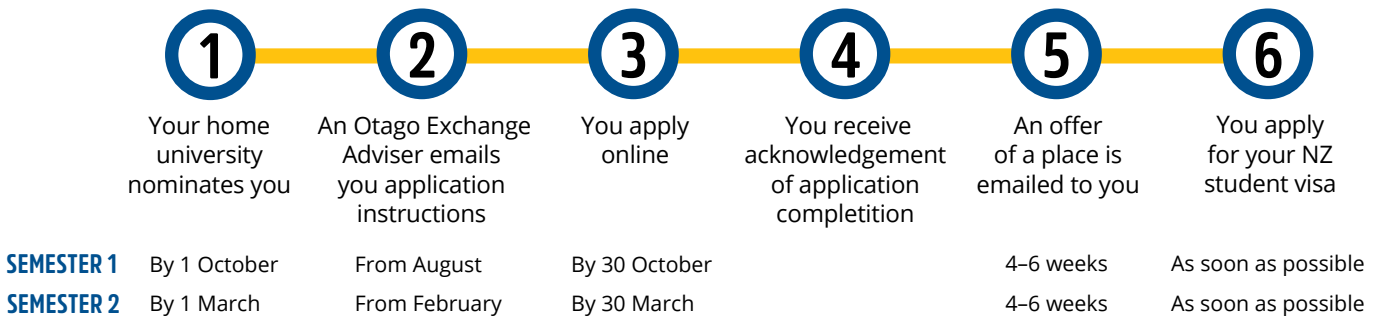 1 2 3 4 5 6
Your home
university
nominates you
An Otago Exchange
Adviser emails
you application
instructions
You apply
online
You receive
acknowledgement
of application
completition
An offer
of a place is
emailed to you
You apply
for your NZ
student visa
SEMESTER 1 By 1 October From August By 30 October 4–6 weeks As soon as possible
SEMESTER 2 By 1 March From February By 30 March 4–6 weeks As soon as possible